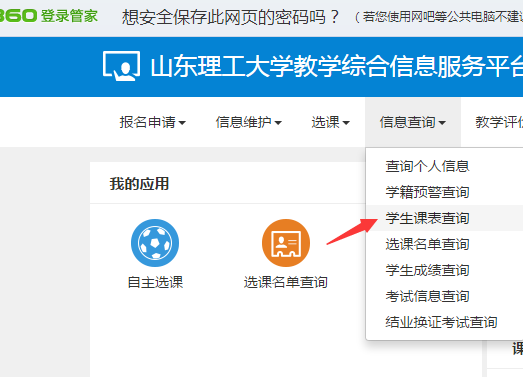 360 登录管家 想安全保存此网页的密码吗？ （若您使用网吧等公共电脑不建
山东理工大学教学综合信息服务平台
报名申请 信息维护 选课 信息查询 教学评价
我的应用
自主选课 选课名单查询
查询个人信息
学籍预警查询
学生课表查询
选课名单查询
学生成绩查询
考试信息查询
结业换证考试查询
课